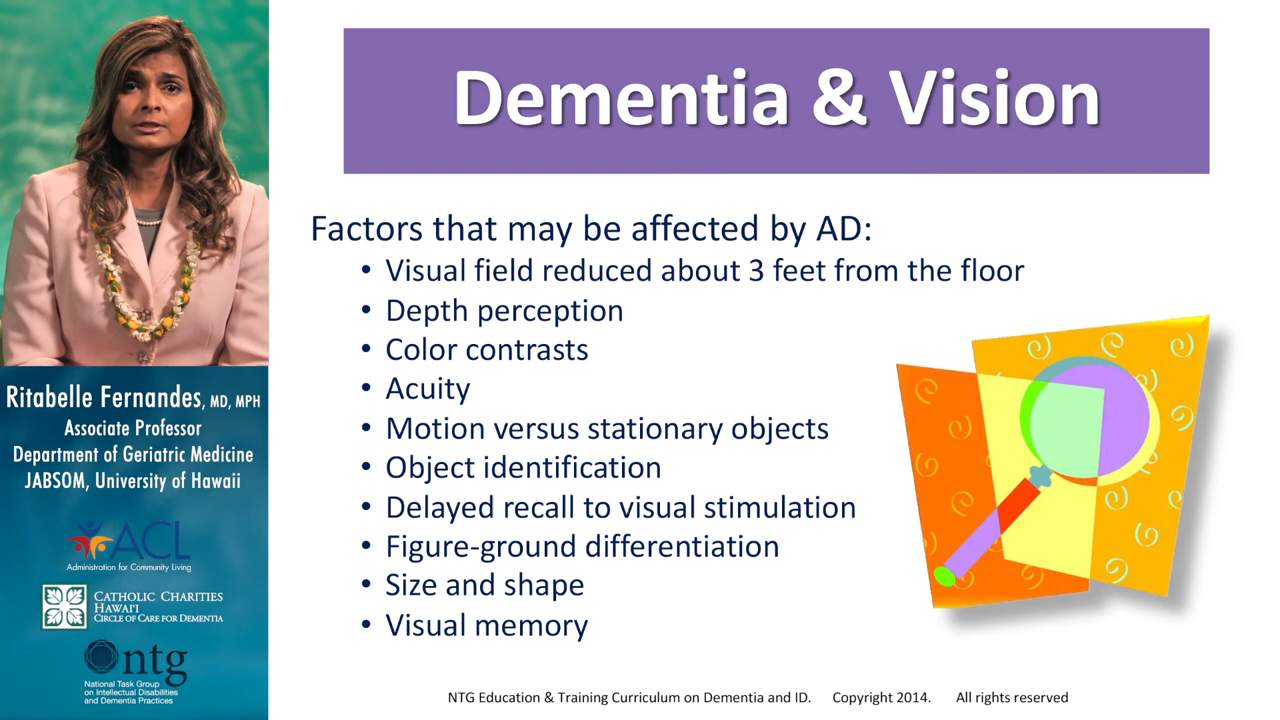 Dementia & Vision
Factors that may be affected by AD:
• Visual field reduced about 3 feet from the floor
• Depth perception
• Color contrasts
• Acuity
• Motion versus stationary objects
• Object identification
• Delayed recall to visual stimulation
• Figure-ground differentiation
• Size and shape
• Visual memory
Ritabelle Fernandes, MD, MPH
Associate Professor
Department of Geriatric Medicine
JABSOM, University of Hawaii
ACL
Administration for Community Living
CATHOLIC CHARITIES
HAWAI‘I
CIRCLE OF CARE FOR DEMENTIA
ntg
National Task Group
on Intellectual Disabilities
and Dementia Practices
NTG Education & Training Curriculum on Dementia and ID. Copyright 2014. All rights reserved